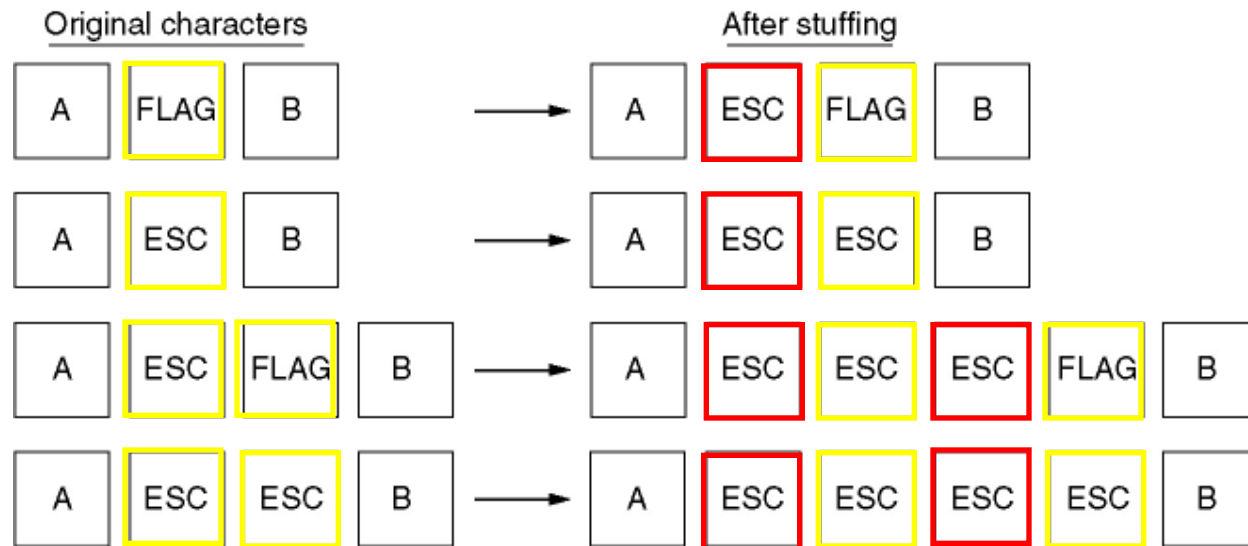 Original characters After stuffing
A FLAG B A ESC FLAG B
A ESC B A ESC ESC B
A ESC FLAG B A ESC ESC ESC FLAG B
A ESC ESC B A ESC ESC ESC ESC B